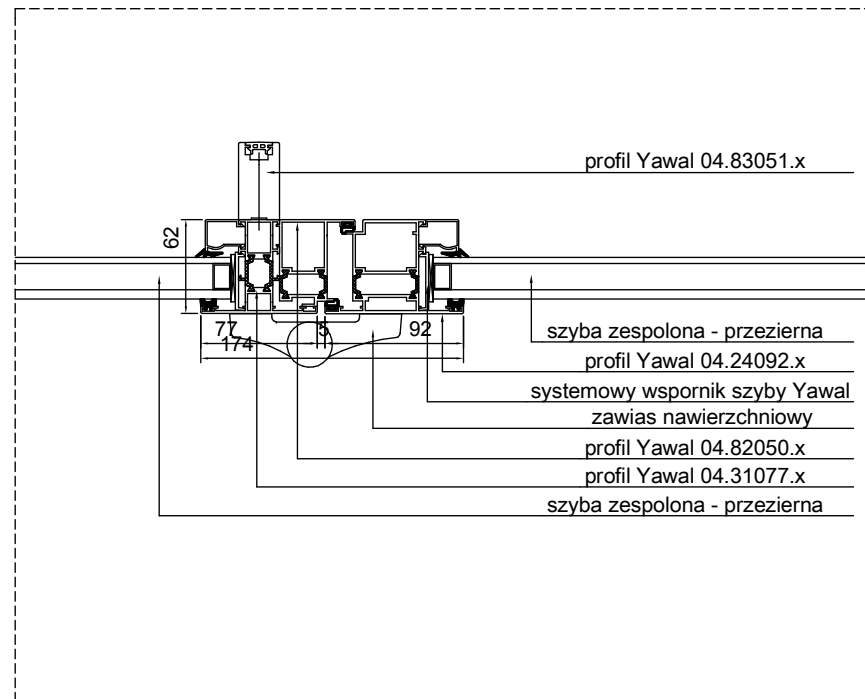 profil Yawal 04.83051.x
62
77
5
92
174
szyba zespolona - przezierna
profil Yawal 04.24092.x
systemowy wspornik szyby Yawal
zawias nawierzchniowy
profil Yawal 04.82050.x
profil Yawal 04.31077.x
szyba zespolona - przezierna